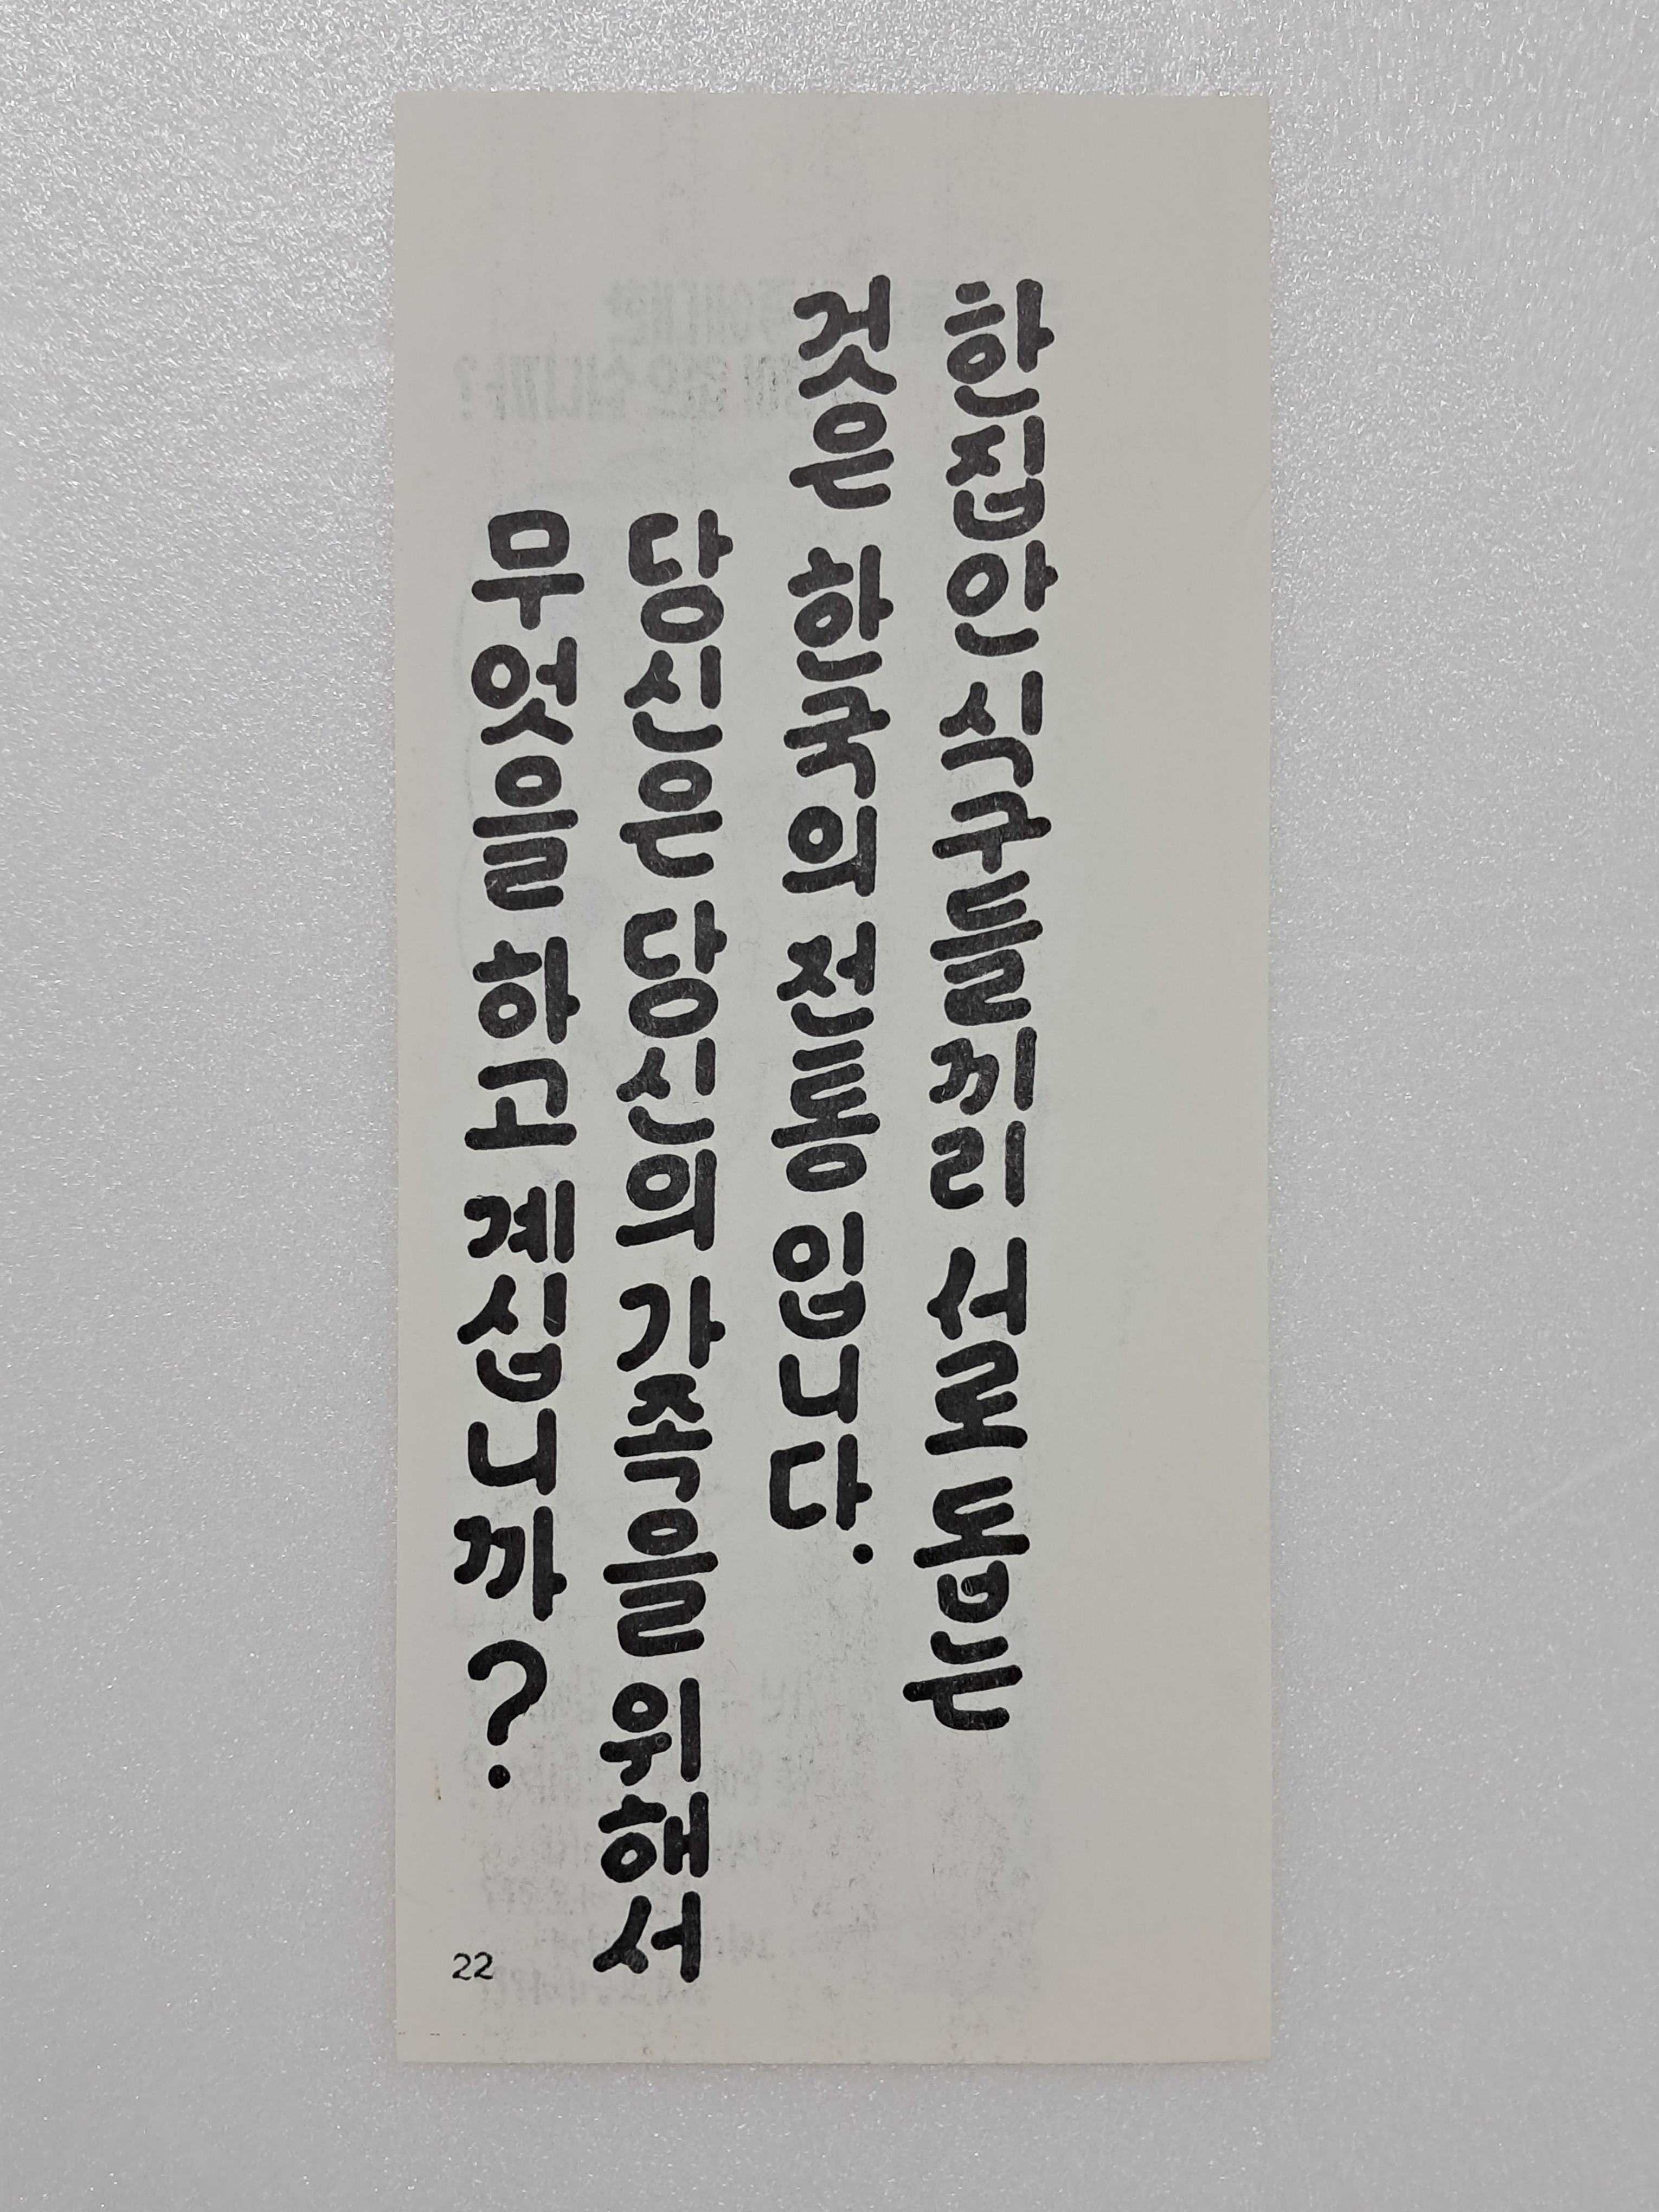 한집안 식구들끼리 서로 돕는
것은 한국의 전통 입니다.
당신은 당신의 가족을 위해서
무엇을 하고 계십니까?
22